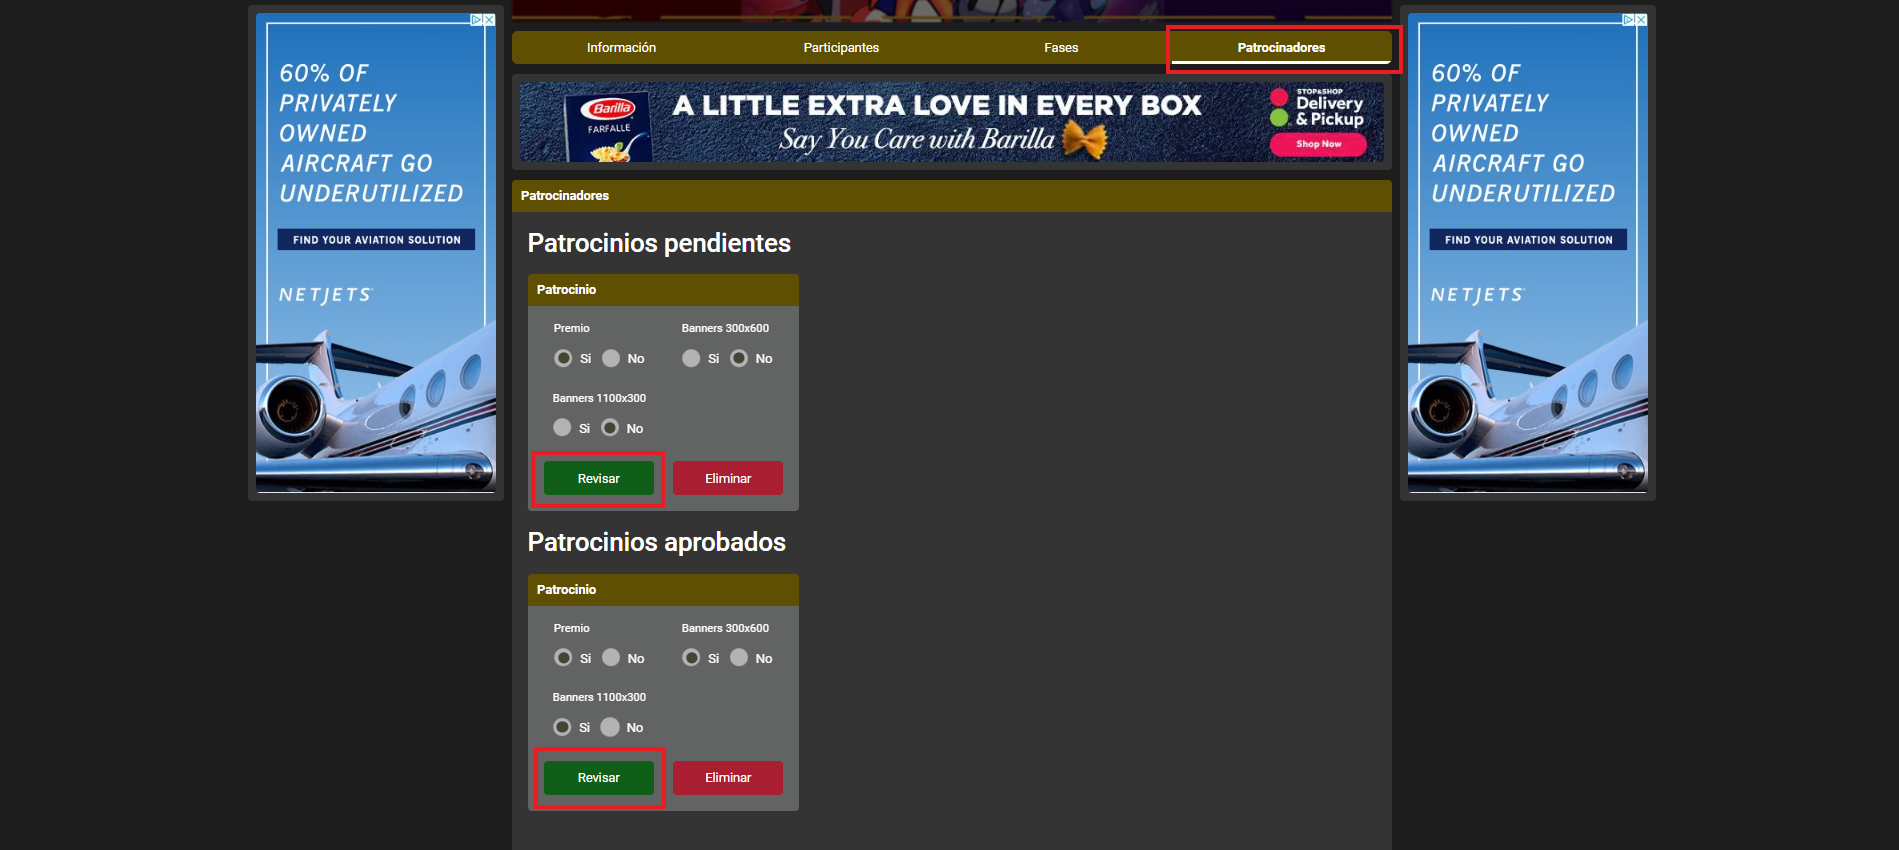 60% OF
PRIVATELY
OWNED
AIRCRAFT GO
UNDERUTILIZED
FIND YOUR AVIATION SOLUTION
NETJETS
Información
Participantes
Fases
Patrocinadores
Barilla
FARFALLE
A LITTLE EXTRA LOVE IN EVERY BOX
Say You Care with Barilla
STOP&SHOP
Delivery
& Pickup
Shop Now
Patrocinadores
Patrocinios pendientes
Patrocinio
Premio
Banners 300x600
Si No
Si No
Banners 1100x300
Si No
Revisar
Eliminar
Patrocinios aprobados
Patrocinio
Premio
Banners 300x600
Si No
Si No
Banners 1100x300
Si No
Revisar
Eliminar
60% OF
PRIVATELY
OWNED
AIRCRAFT GO
UNDERUTILIZED
FIND YOUR AVIATION SOLUTION
NETJETS